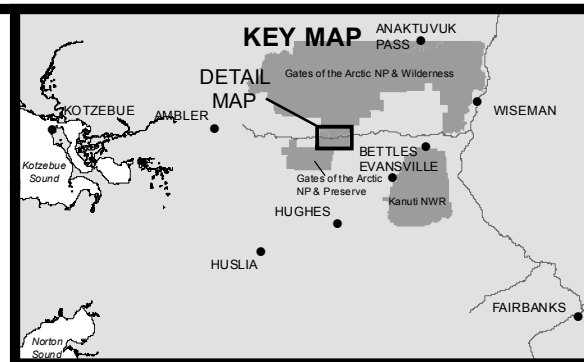 KEY MAP
ANAKTUVUK
PASS
Gates of the Arctic NP & Wilderness
DETAIL
MAP
WISEMAN
KOTZEBUE
AMBLER
Kotzebue
Sound
BETTLES
EVANSVILLE
Gates of the Arctic
NP & Preserve
Kanuti NWR
HUGHES
HUSLIA
FAIRBANKS
Norton
Sound